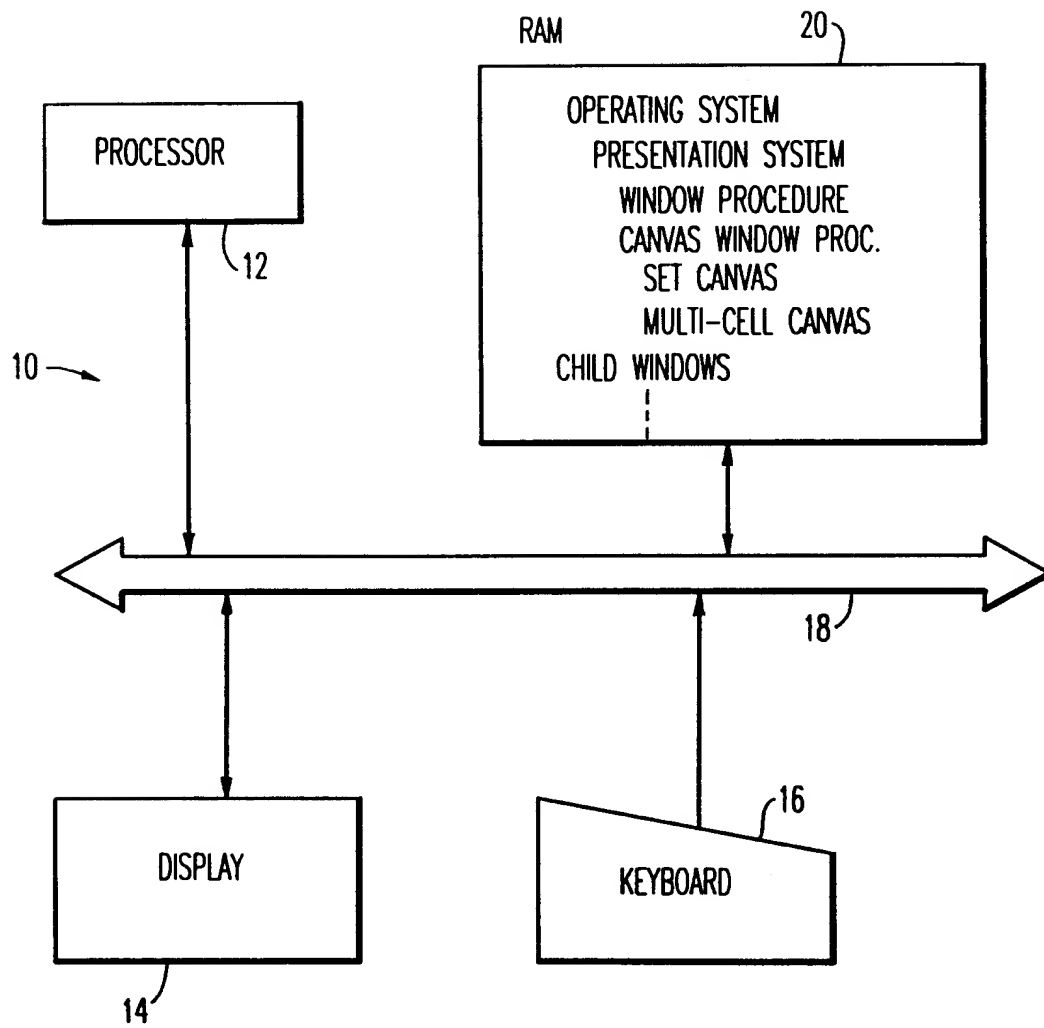 RAM
20
OPERATING SYSTEM
PRESENTATION SYSTEM
WINDOW PROCEDURE
CANVAS WINDOW PROC.
SET CANVAS
MULTI-CELL CANVAS
CHILD WINDOWS
PROCESSOR
12
10
18
DISPLAY
14
16
KEYBOARD